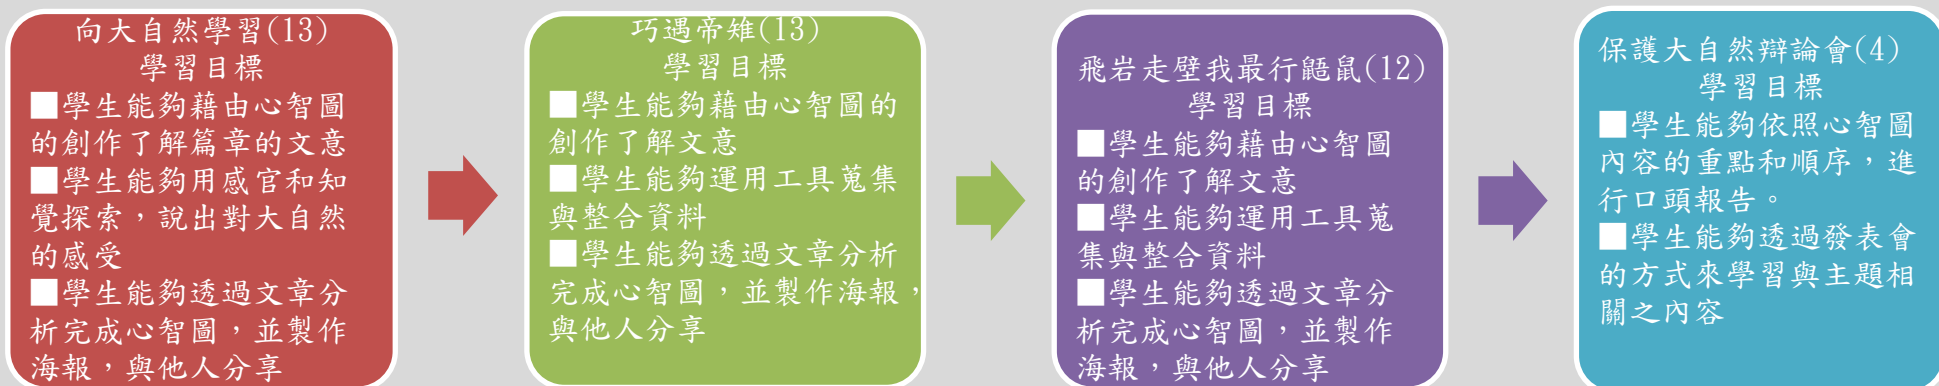 向大自然學習(13)
學習目標
■學生能夠藉由心智圖
的創作了解篇章的文意
■學生能夠用感官和知
覺探索，說出對大自然
的感受
■學生能夠透過文章分
析完成心智圖，並製作
海報，與他人分享
巧遇帝雉(13)
學習目標
■學生能夠藉由心智圖的
創作了解文意
■學生能夠運用工具蒐集
與整合資料
■學生能夠透過文章分析
完成心智圖，並製作海報，
與他人分享
飛岩走壁我最行鼯鼠(12)
學習目標
■學生能夠藉由心智圖
的創作了解文意
■學生能夠運用工具蒐
集與整合資料
■學生能夠透過文章分
析完成心智圖，並製作
海報，與他人分享
保護大自然辯論會(4)
學習目標
■學生能夠依照心智圖
內容的重點和順序，進
行口頭報告。
■學生能夠透過發表會
的方式來學習與主題相
關之內容